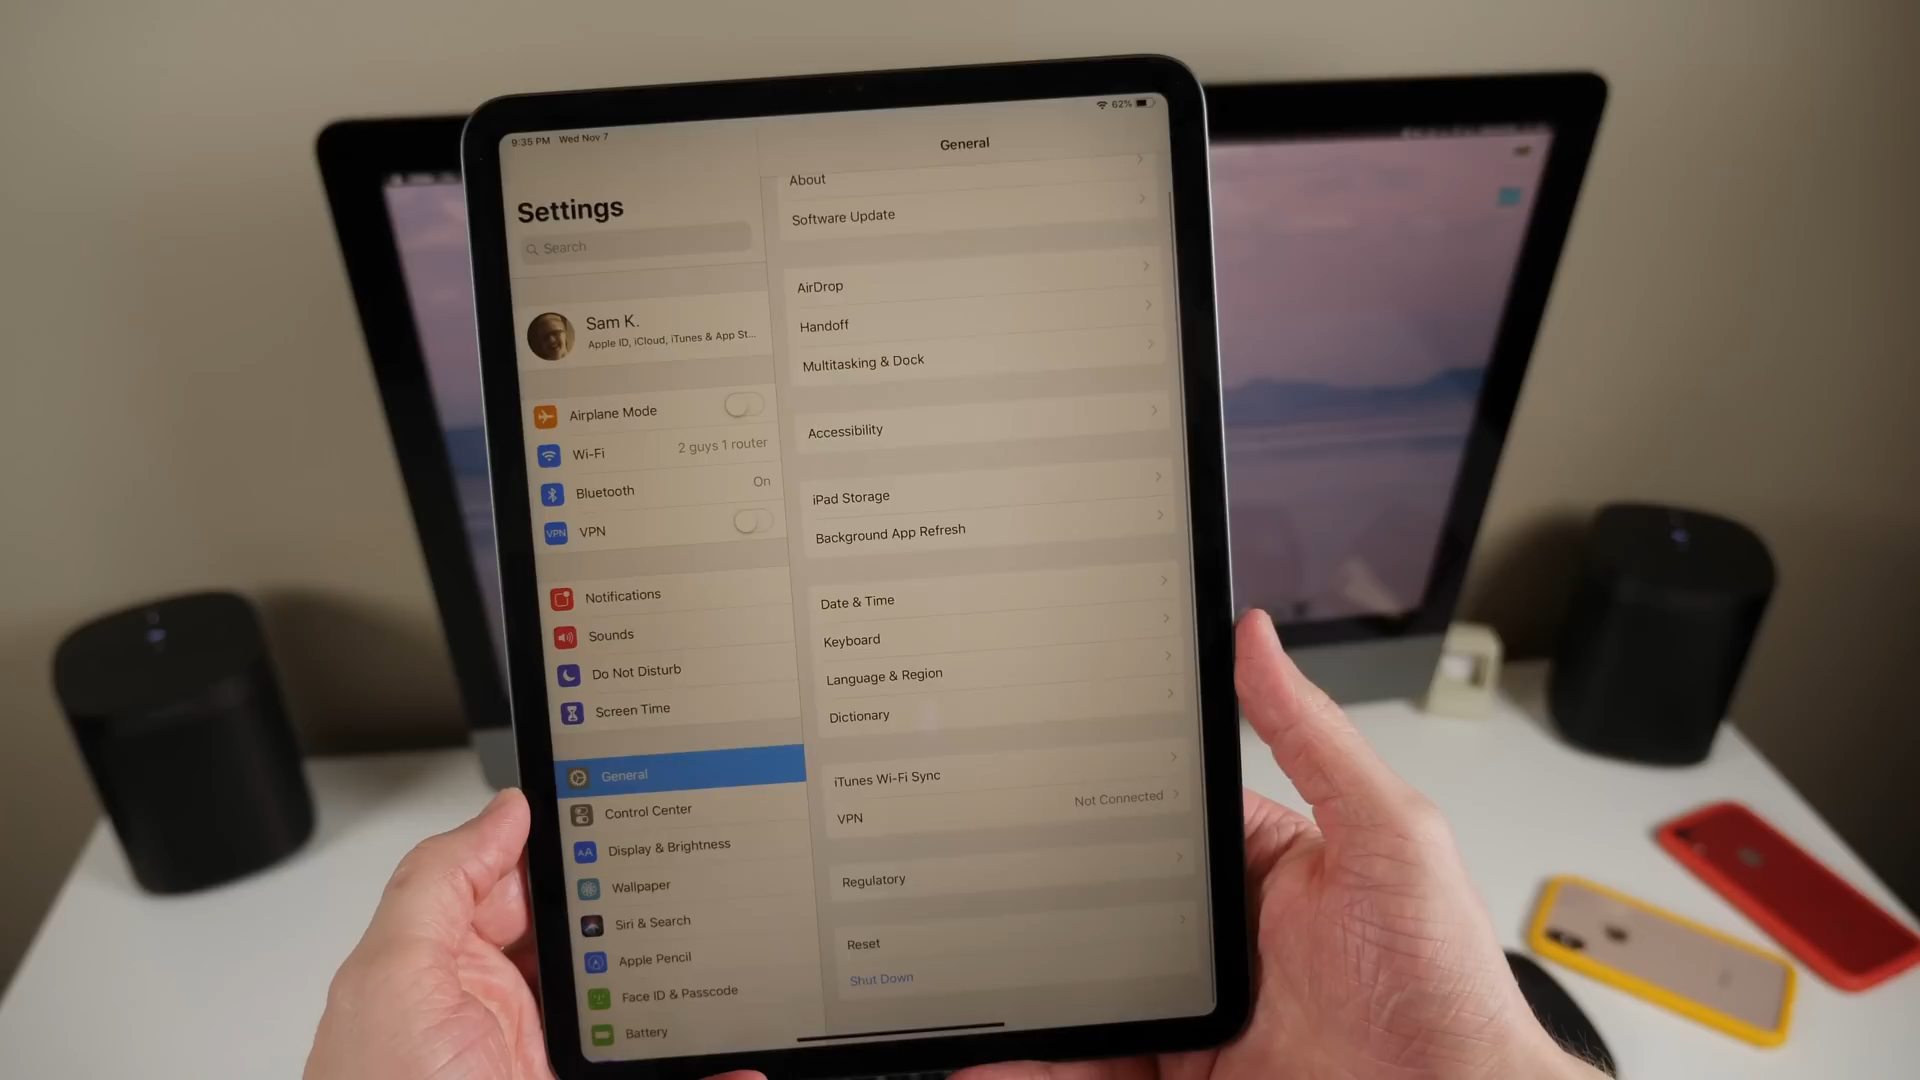 9:35 PM Wed Nov 7
62%
Settings
Search
Sam K.
Apple ID, iCloud, iTunes & App St...
Airplane Mode
Wi-Fi 2 guys 1 router
Bluetooth On
VPN VPN
Notifications
Sounds
Do Not Disturb
Screen Time
General
Control Center
AA Display & Brightness
Wallpaper
Siri & Search
Apple Pencil
Face ID & Passcode
Battery
General
About
Software Update
AirDrop
Handoff
Multitasking & Dock
Accessibility
iPad Storage
Background App Refresh
Date & Time
Keyboard
Language & Region
Dictionary
iTunes Wi-Fi Sync
VPN Not Connected
Regulatory
Reset
Shut Down